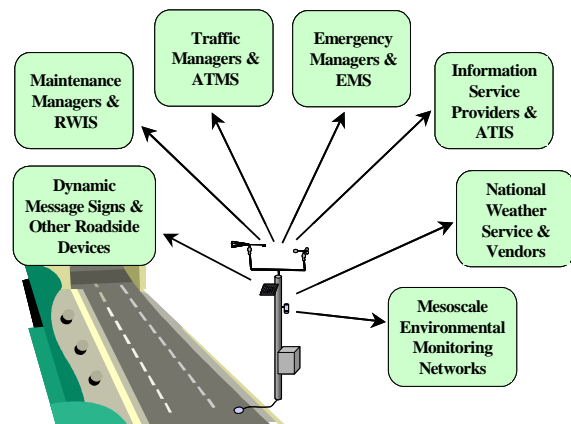 Traffic
Managers &
ATMS
Emergency
Managers &
EMS
Maintenance
Managers &
RWIS
Information
Service
Providers & ATIS
Dynamic
Message Signs &
Other Roadside
Devices
National
Weather
Service &
Vendors
Mesoscale
Environmental
Monitoring
Networks